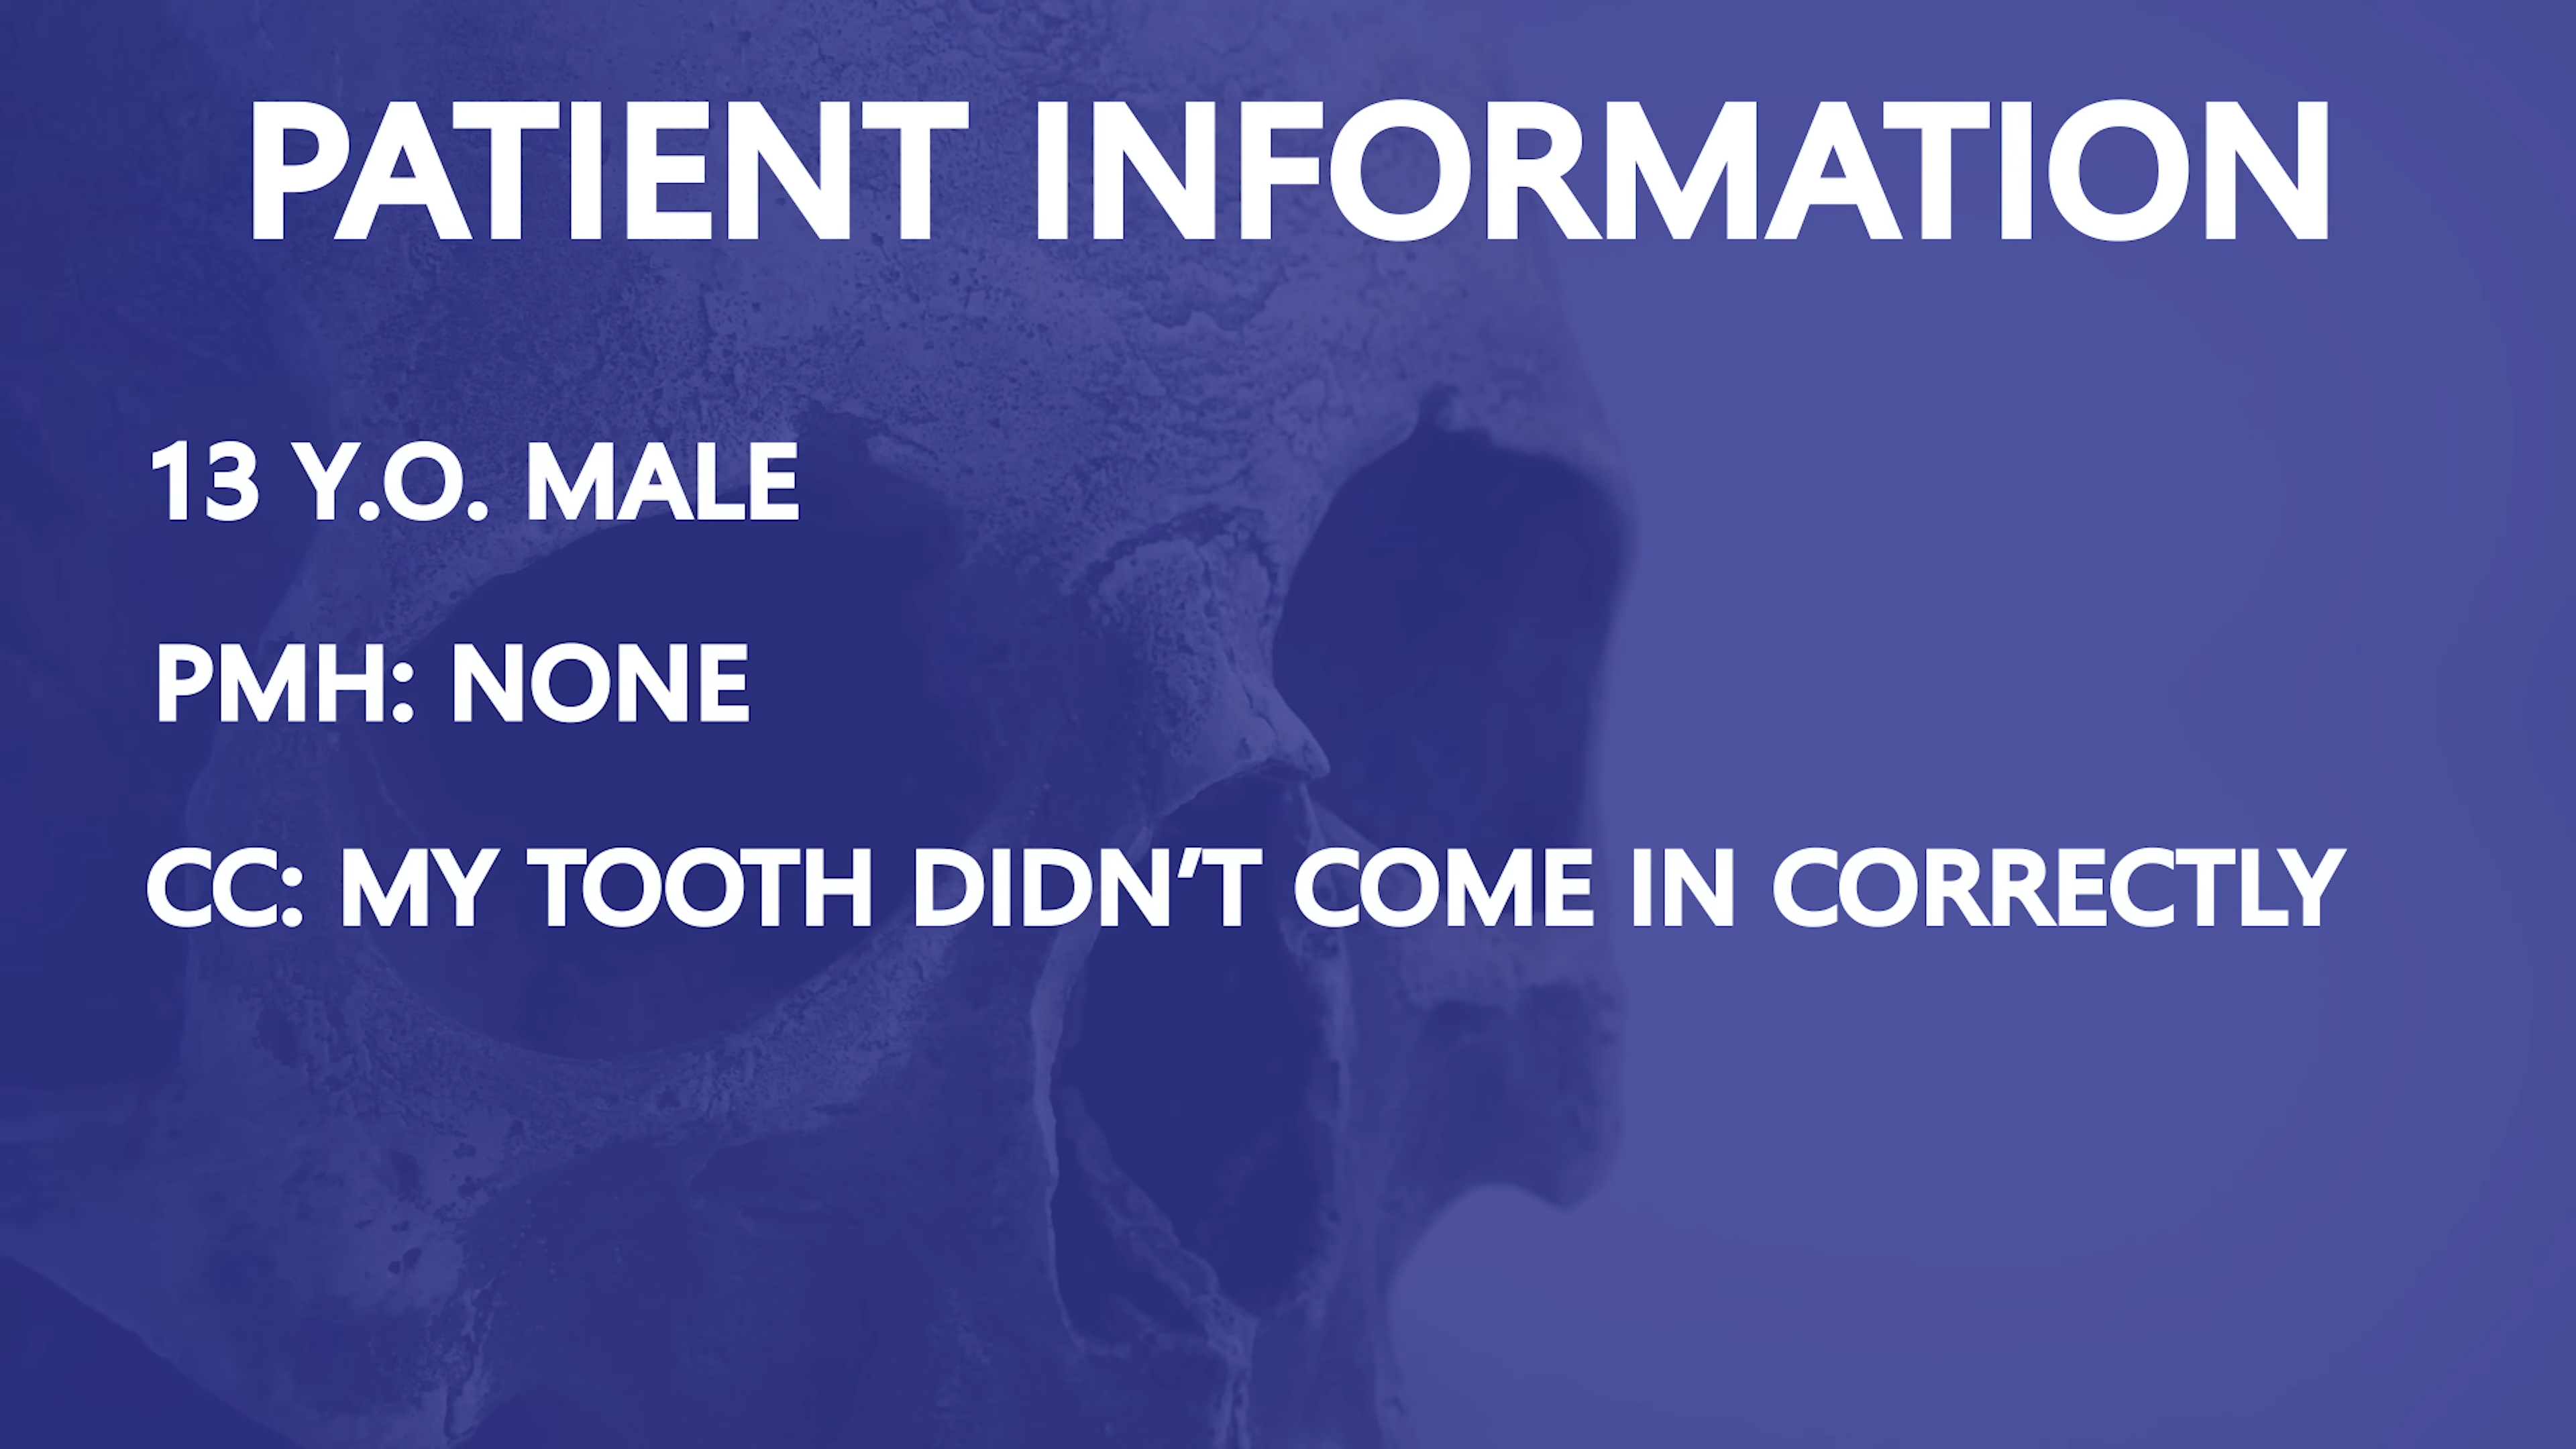 PATIENT INFORMATION
13 Y.O. MALE
PMH: NONE
CC: MY TOOTH DIDN’T COME IN CORRECTLY